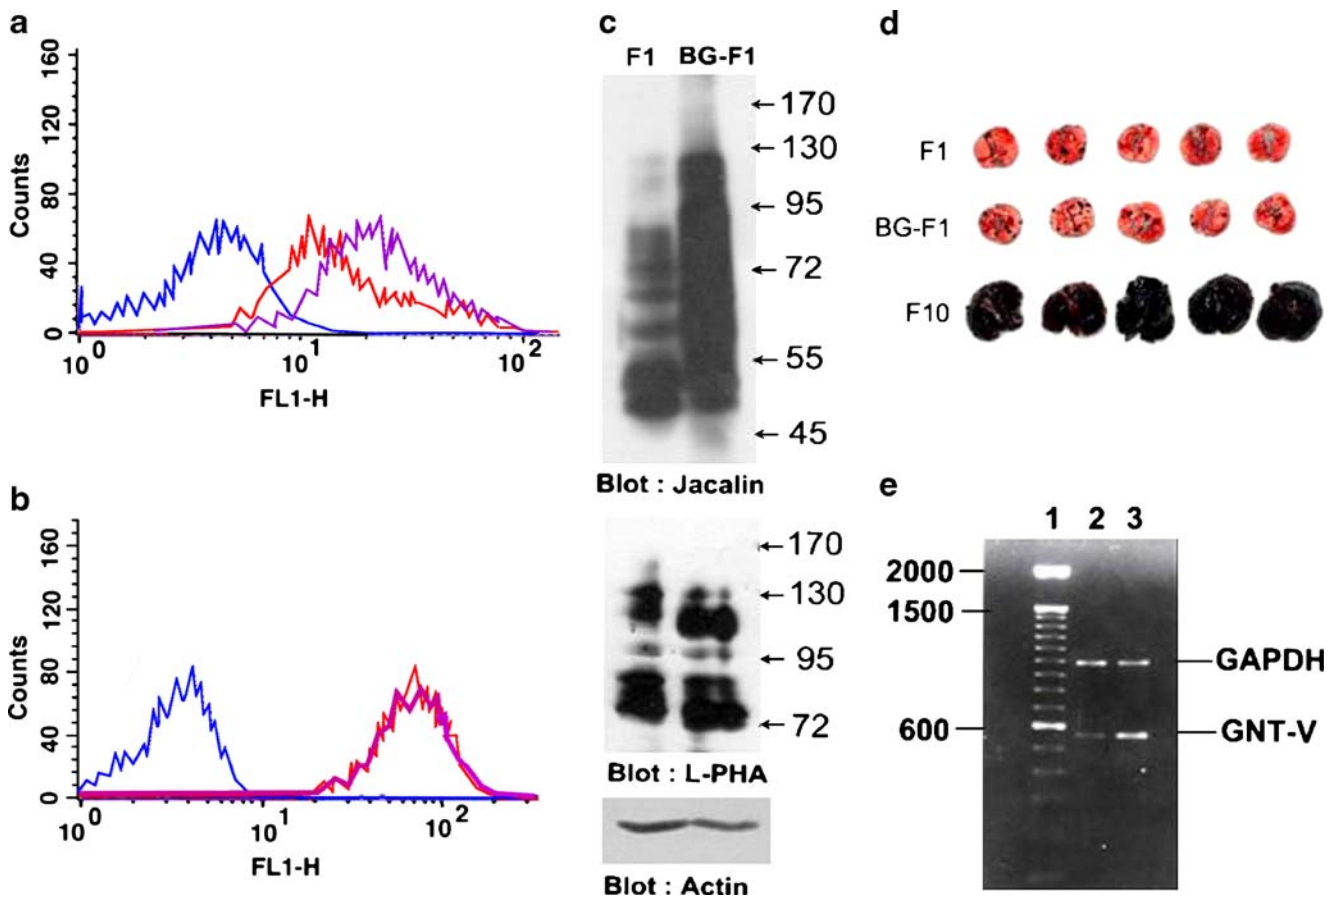 a
160
120
80
40
0
Counts
10^0
10^1
10^2
FL1-H
b
160
120
80
40
0
Counts
10^0
10^1
10^2
FL1-H
c
F1 BG-F1
170
130
95
72
55
45
Blot : Jacalin
170
130
95
72
Blot : L-PHA
Blot : Actin
d
F1
BG-F1
F10
e
1 2 3
2000
1500
600
GAPDH
GNT-V